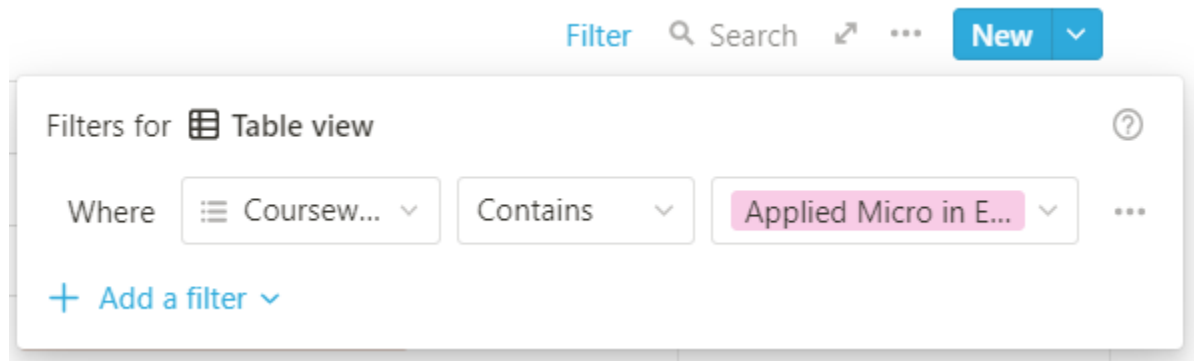 Filter Search New
Filters for Table view
Where Coursew... Contains Applied Micro in E...
Add a filter